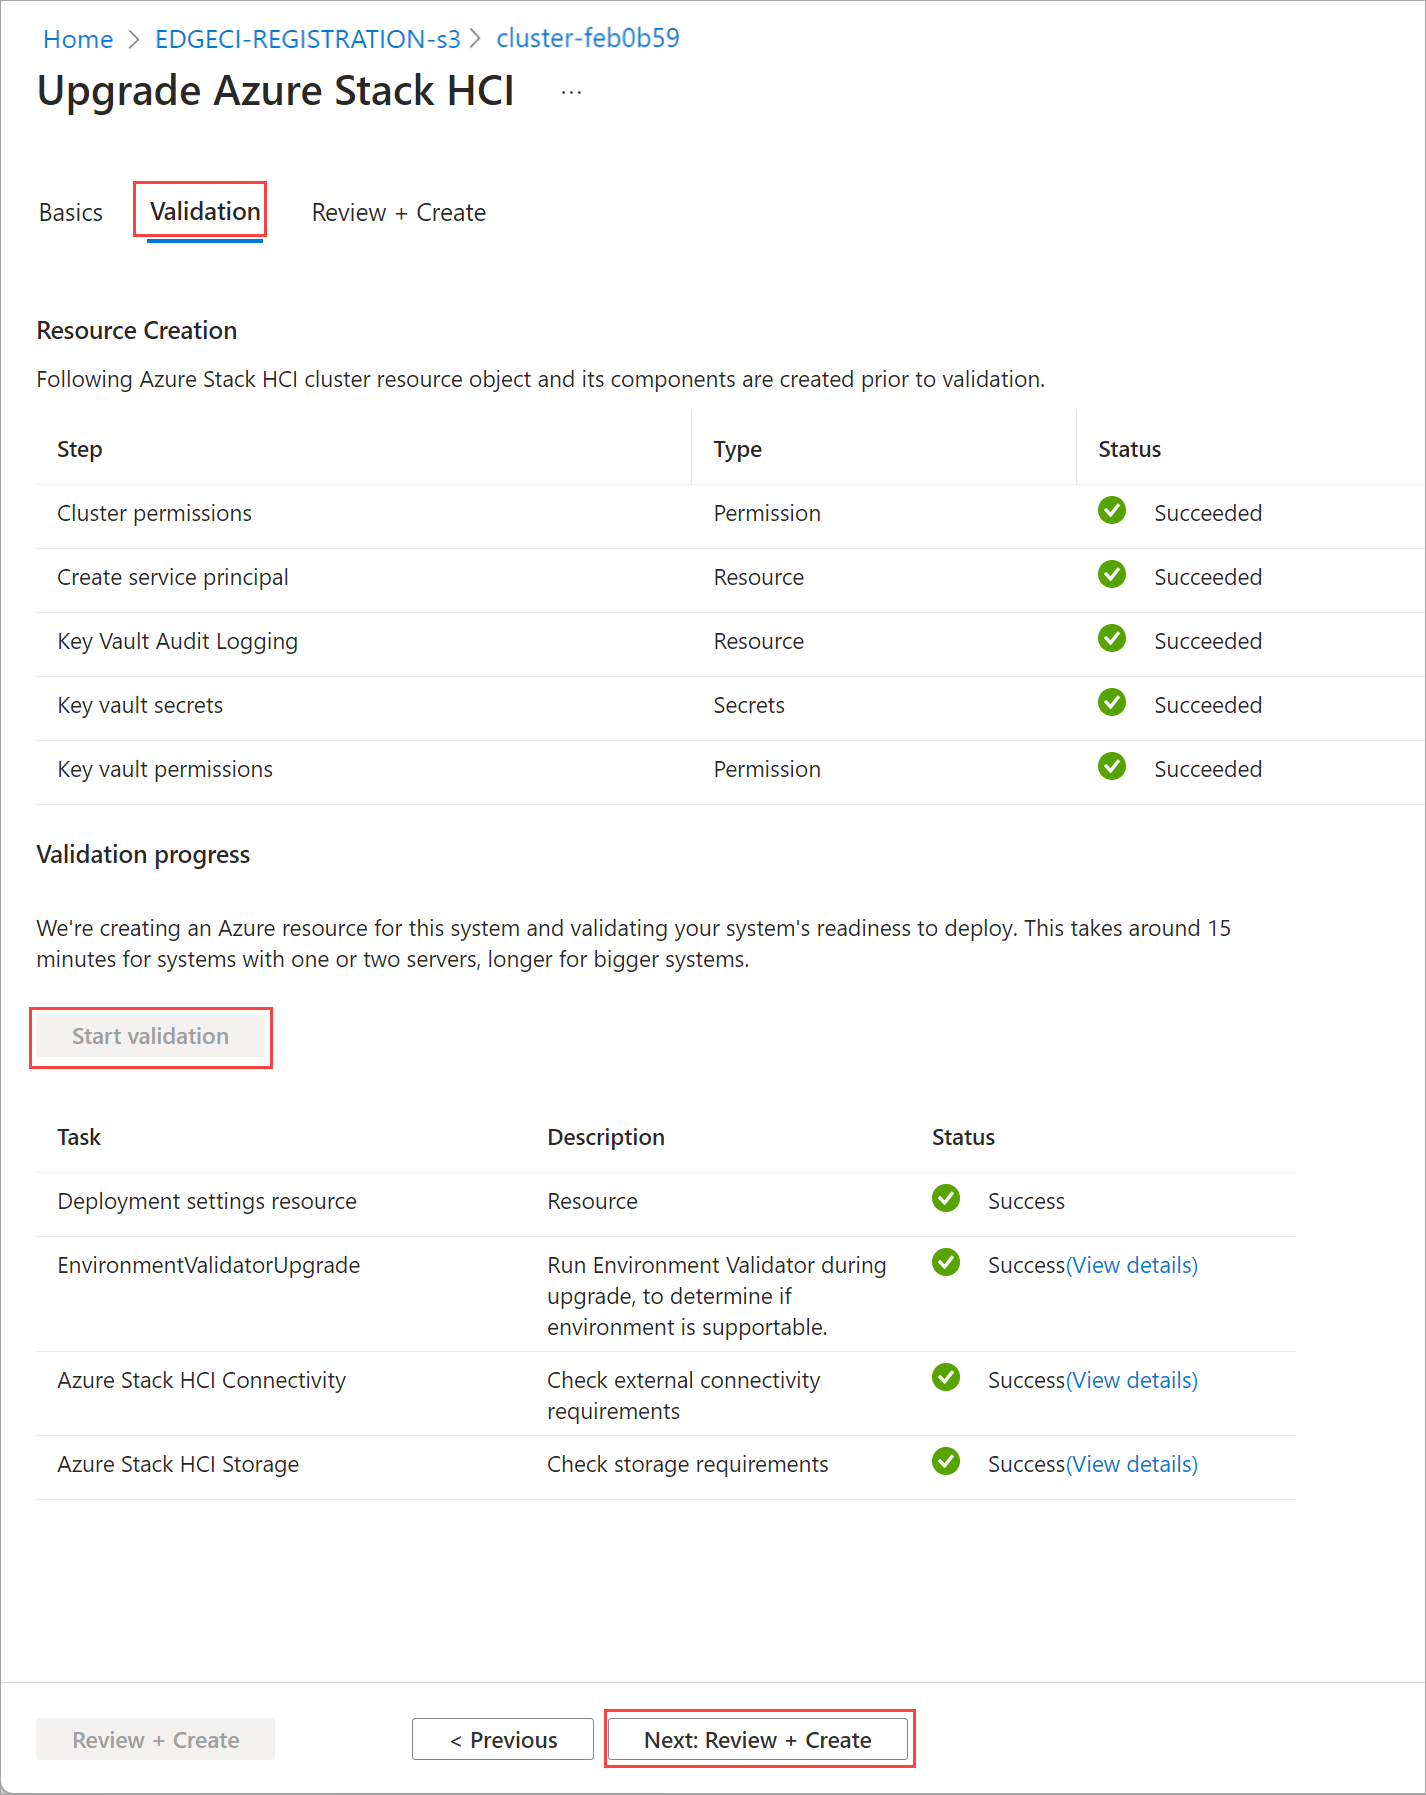 Home > EDGECI-REGISTRATION-s3 > cluster-feb0b59
Upgrade Azure Stack HCI ...
Basics Validation Review + Create
Resource Creation
Following Azure Stack HCI cluster resource object and its components are created prior to validation.
Step Type Status
Cluster permissions Permission Succeeded
Create service principal Resource Succeeded
Key Vault Audit Logging Resource Succeeded
Key vault secrets Secrets Succeeded
Key vault permissions Permission Succeeded
Validation progress
We're creating an Azure resource for this system and validating your system's readiness to deploy. This takes around 15
minutes for systems with one or two servers, longer for bigger systems.
Start validation
Task Description Status
Deployment settings resource Resource Success
EnvironmentValidatorUpgrade Run Environment Validator during Success(View details)
upgrade, to determine if
environment is supportable.
Azure Stack HCI Connectivity Check external connectivity Success(View details)
requirements
Azure Stack HCI Storage Check storage requirements Success(View details)
Review + Create < Previous Next: Review + Create